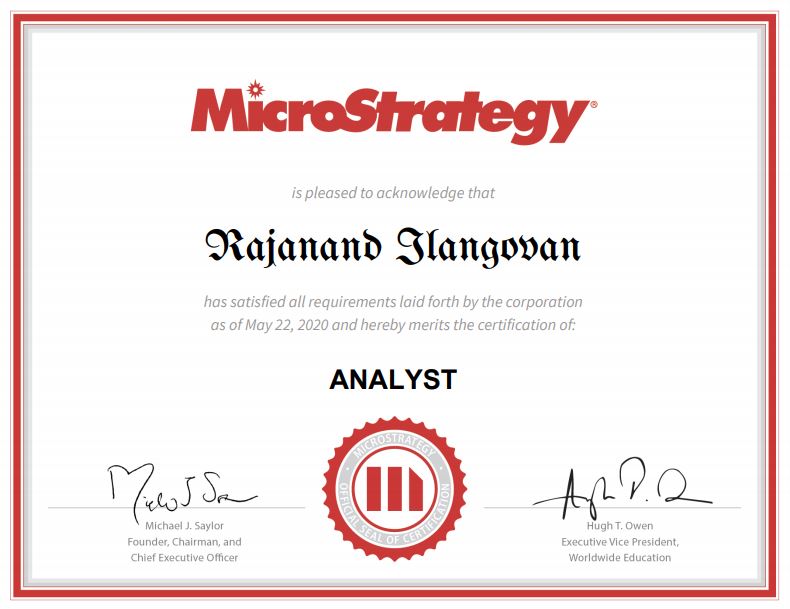 MicroStrategy®
is pleased to acknowledge that
Rajanand Ilangovan
has satisfied all requirements laid forth by the corporation
as of May 22, 2020 and hereby merits the certification of:
ANALYST
MICROSTRATEGY
OFFICIAL SEAL OF CERTIFICATION
Michael J. Saylor
Founder, Chairman, and
Chief Executive Officer
Hugh T. Owen
Executive Vice President,
Worldwide Education